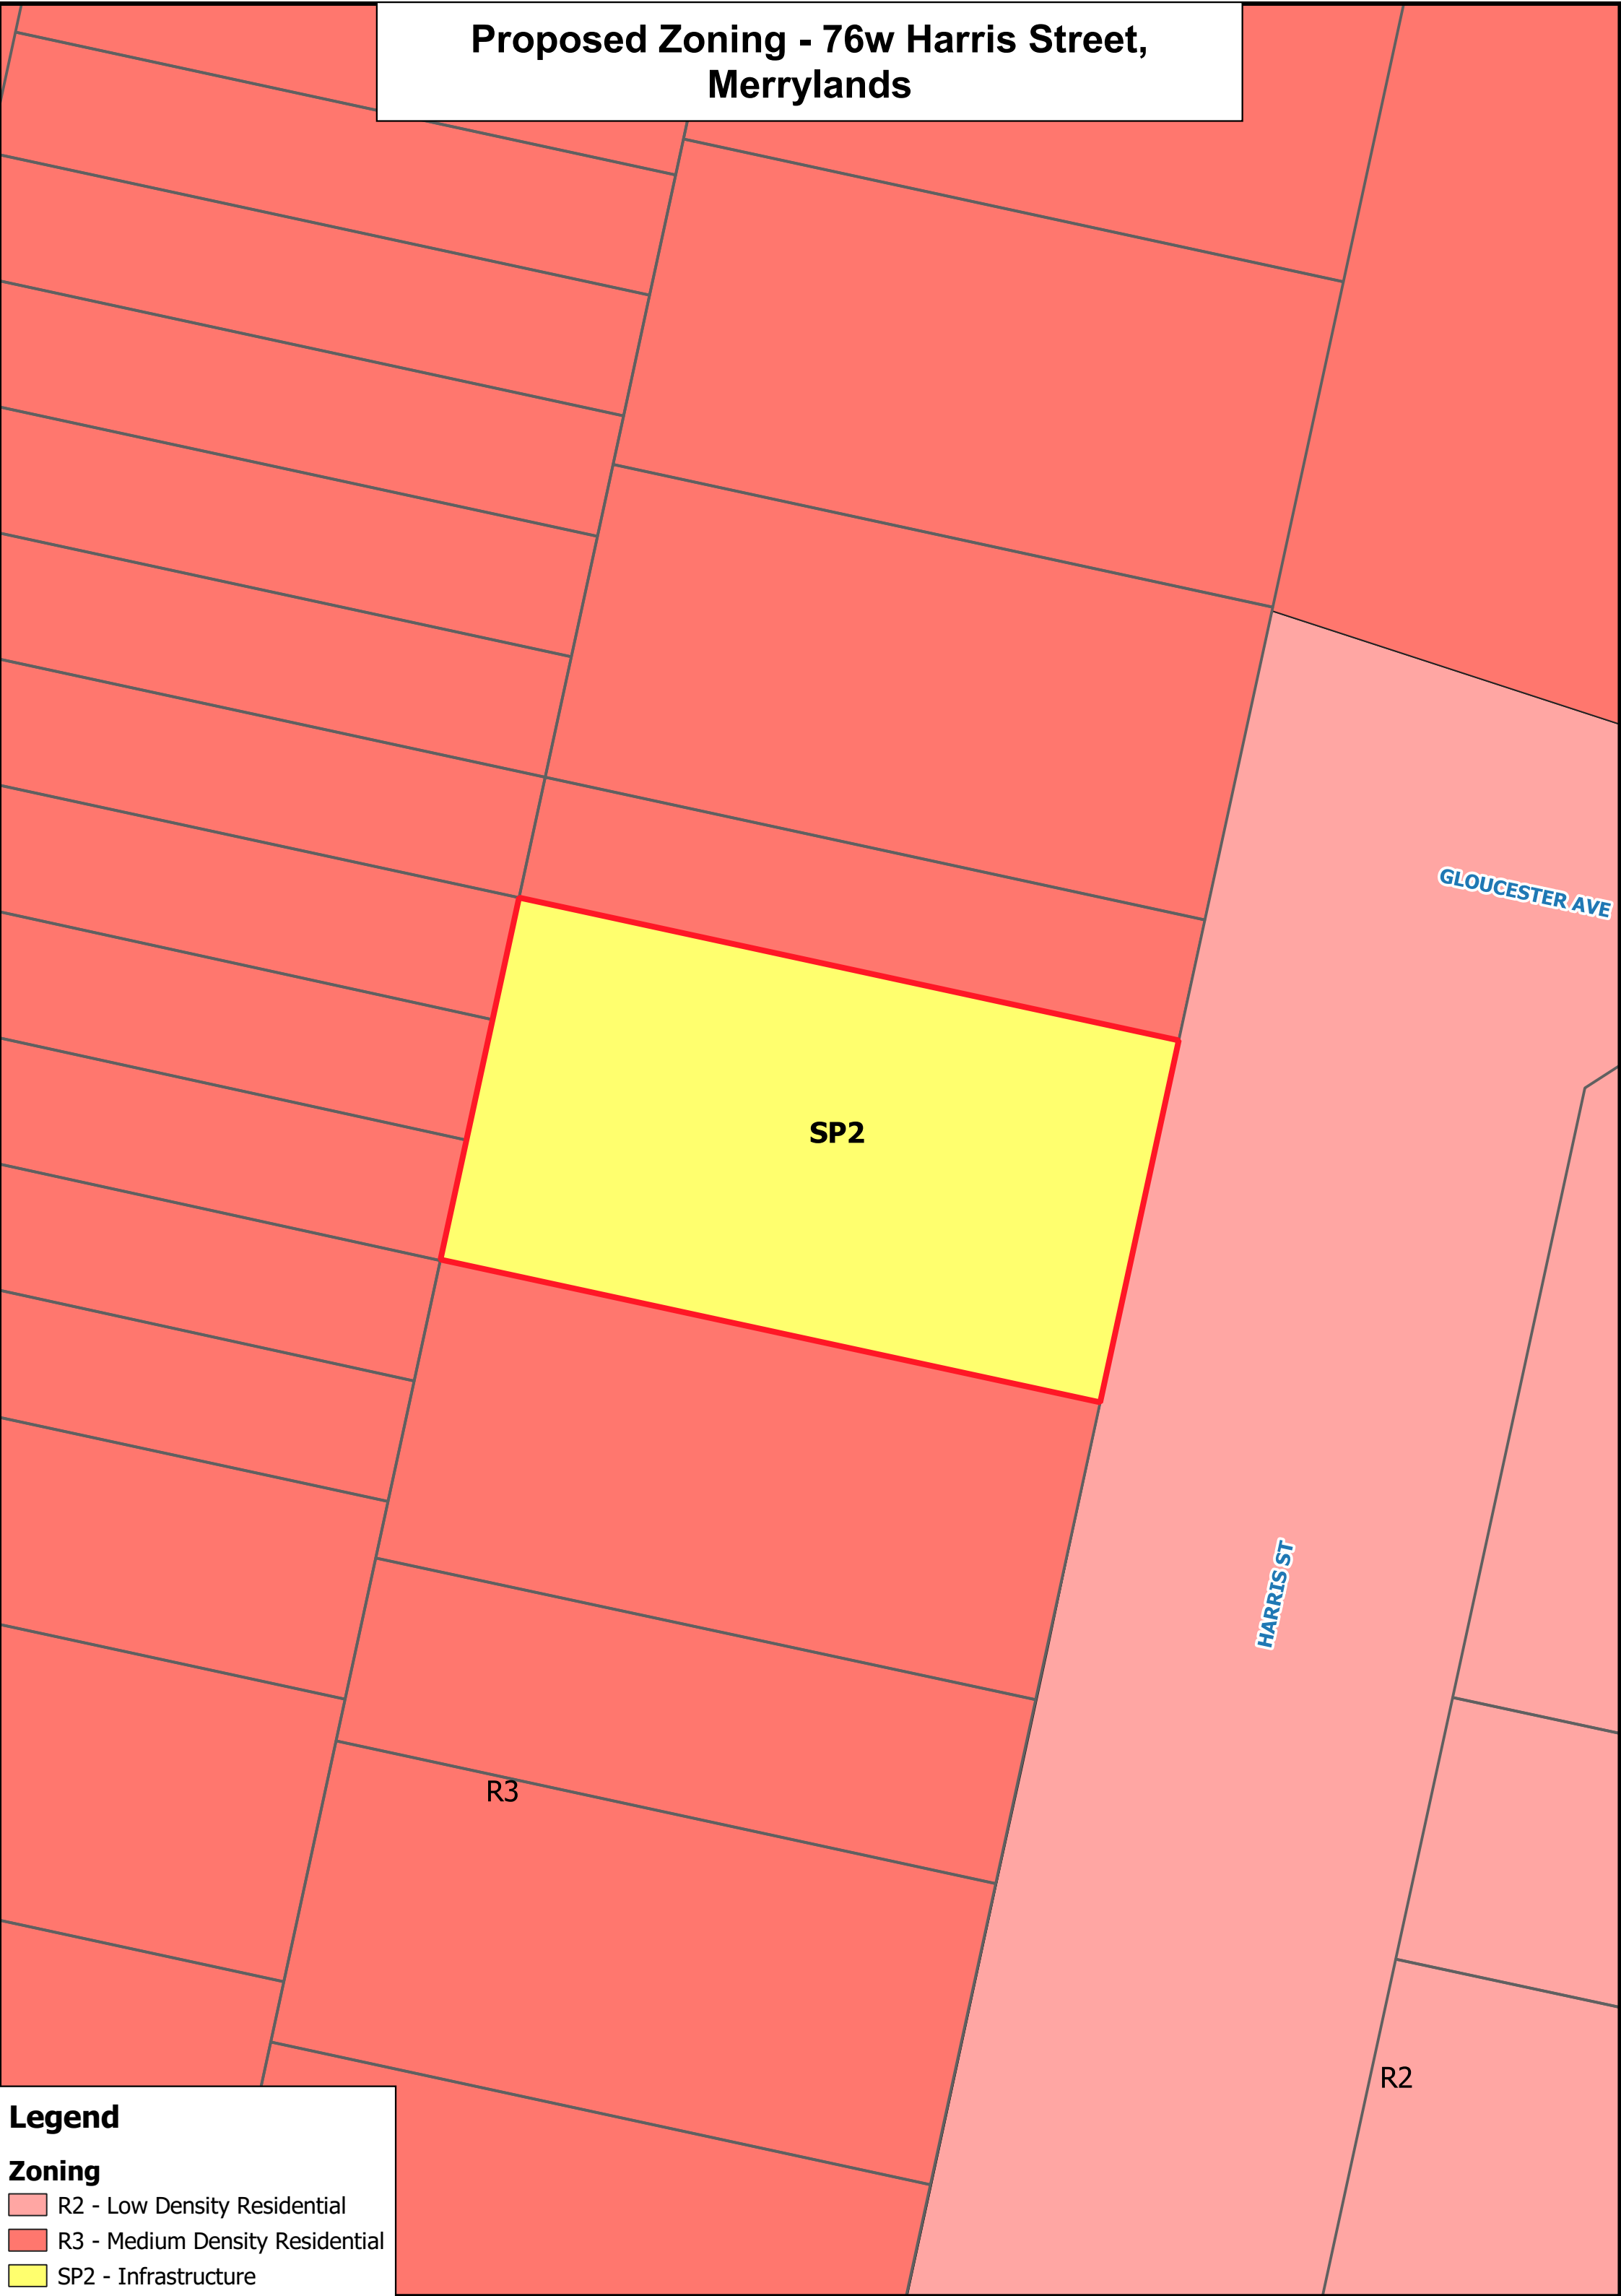 Proposed Zoning - 76w Harris Street,
Merrylands
GLOUCESTER AVE
SP2
HARRIS ST
R3
R2
Legend
Zoning
R2 - Low Density Residential
R3 - Medium Density Residential
SP2 - Infrastructure